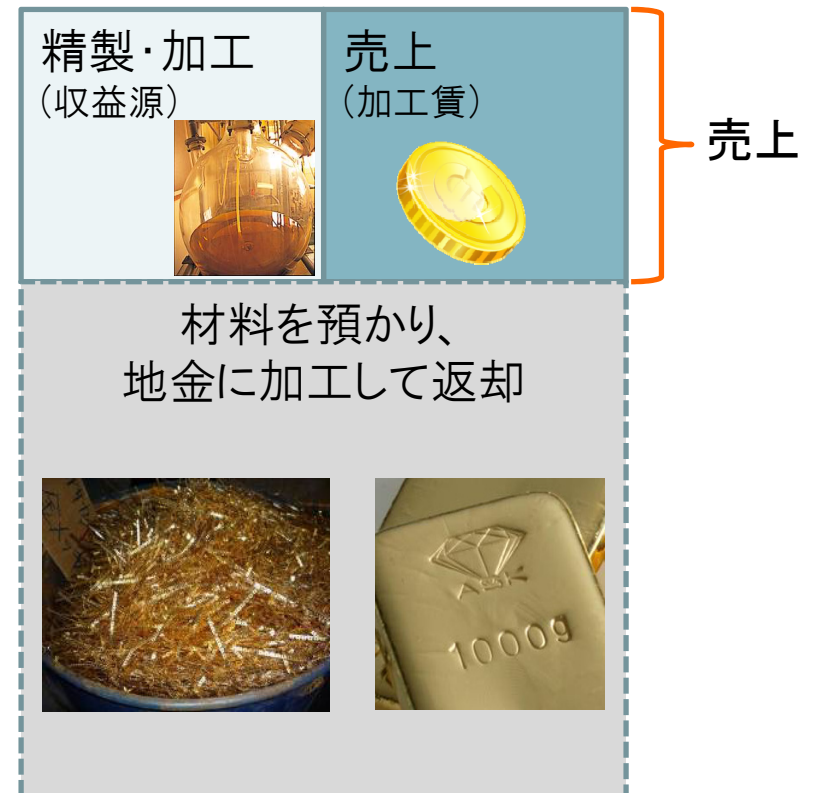 精製・加工
（収益源）
売上
（加工賃）
売上
材料を預かり、
地金に加工して返却
ASK
1000g